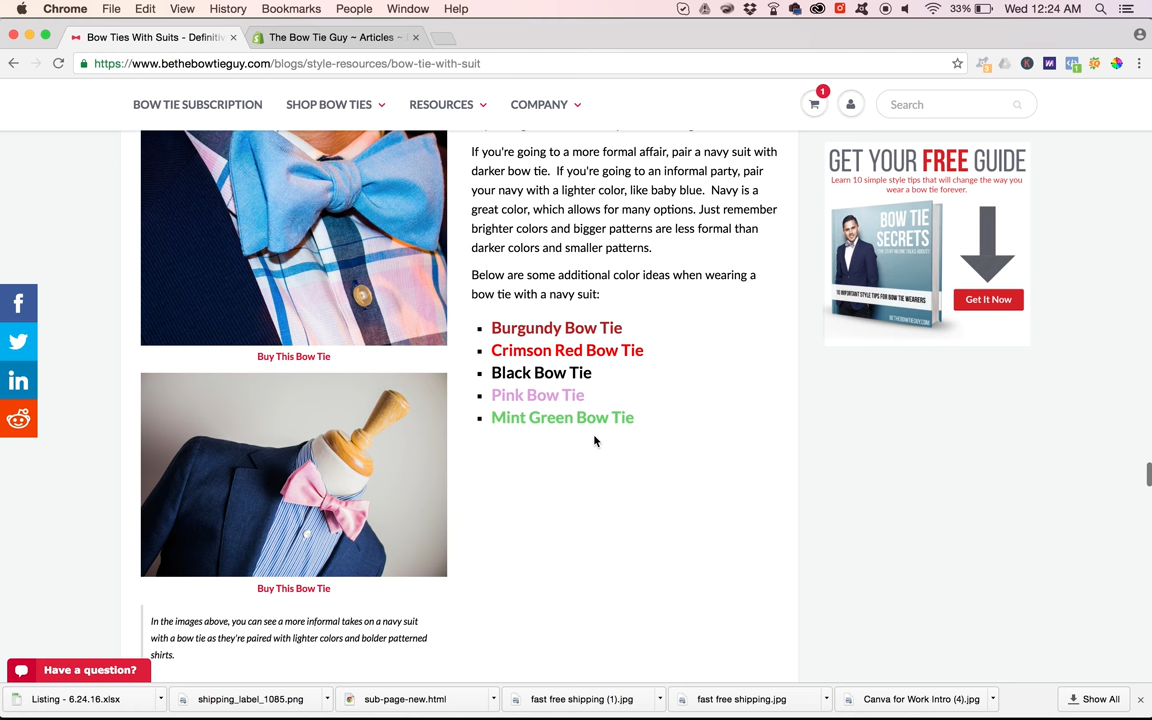 Chrome File Edit View History Bookmarks People Window Help 33% Wed 12:24 AM
Bow Ties With Suits - Definitiv The Bow Tie Guy ~ Articles ~
https://www.bethebowtieguy.com/blogs/style-resources/bow-tie-with-suit
BOW TIE SUBSCRIPTION SHOP BOW TIES RESOURCES COMPANY 1 Search
If you're going to a more formal affair, pair a navy suit with
darker bow tie. If you're going to an informal party, pair
your navy with a lighter color, like baby blue. Navy is a
great color, which allows for many options. Just remember
brighter colors and bigger patterns are less formal than
darker colors and smaller patterns.
Below are some additional color ideas when wearing a
bow tie with a navy suit:
Burgundy Bow Tie
Crimson Red Bow Tie
Black Bow Tie
Pink Bow Tie
Mint Green Bow Tie
Buy This Bow Tie
Buy This Bow Tie
In the images above, you can see a more informal takes on a navy suit
with a bow tie as they're paired with lighter colors and bolder patterned
shirts.
GET YOUR FREE GUIDE
Learn 10 simple style tips that will change the way you
wear a bow tie forever.
BOW TIE
SECRETS
10 IMPORTANT STYLE TIPS FOR BOW TIE WEARERS
BETHEBOWTIEGUY.COM
Get It Now
Have a question?
Listing - 6.24.16.xlsx shipping_label_1085.png sub-page-new.html fast free shipping (1).jpg fast free shipping.jpg Canva for Work Intro (4).jpg Show All